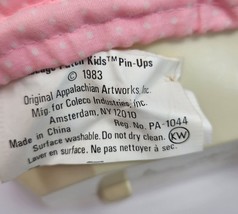 Kids™ Pin-Ups
© 1983
Original Appalachian Artworks Inc.
Mfg for Coleco Industries, Inc.
Amsterdam, NY 12010
Made in China Reg. No. PA-1044
Surface washable. Do not dry clean. KW
Laver en surface. Ne pas nettoyer à sec.